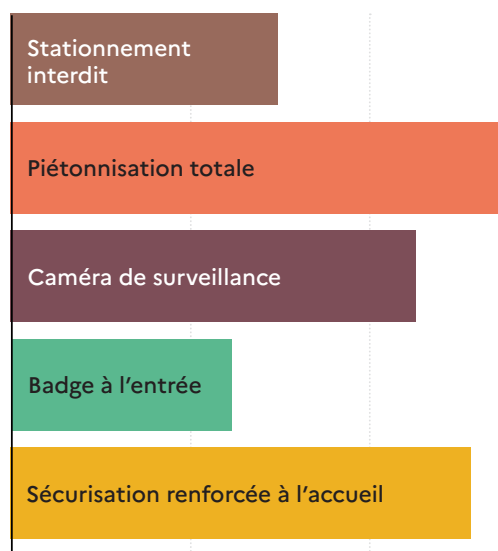 Stationnement
interdit
Piétonnisation totale
Caméra de surveillance
Badge à l’entrée
Sécurisation renforcée à l’accueil